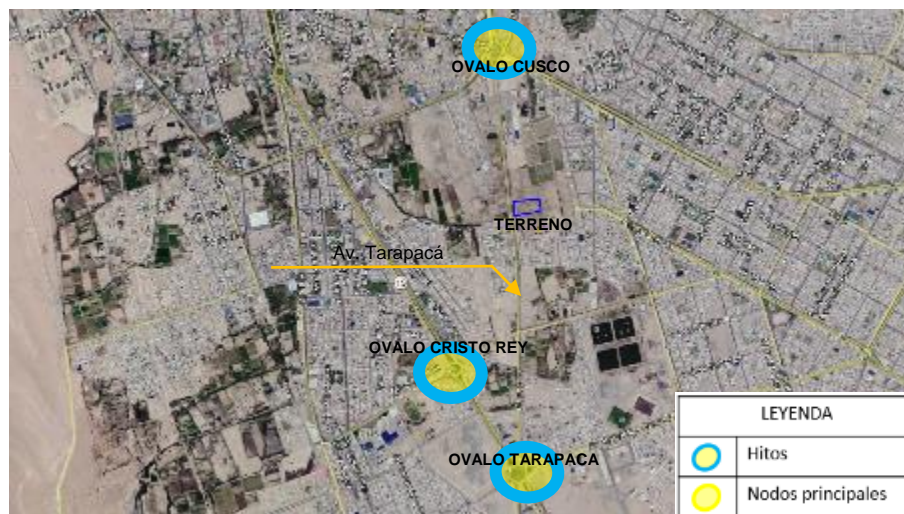 OVALO CUSCO
TERRENO
Av. Tarapacá
OVALO CRISTO REY
OVALO TARAPACA
LEYENDA
Hitos
Nodos principales